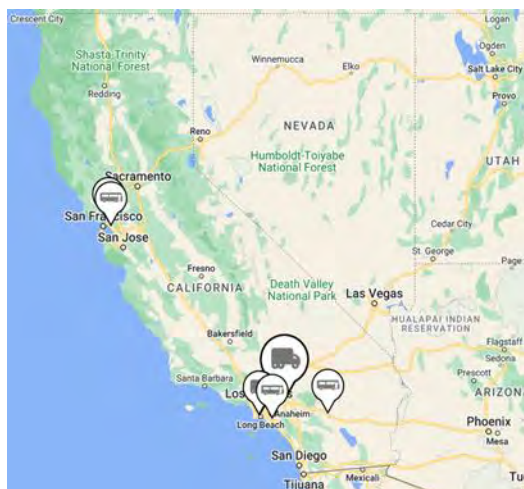 Crescent City
Logan
Shasta-Trinity
National Forest
Ogden
Winnemucca
Elko
Salt Lake City
Redding
Provo
Reno
NEVADA
Humboldt-Toiyabe
National Forest
UTAH
Sacramento
San Francisco
San Jose
Cedar City
St. George
Page
Fresno
Death Valley
National Park
CALIFORNIA
Las Vegas
HUALAPAI INDIAN
RESERVATION
Bakersfield
Flagstaff
Sedona
Santa Barbara
Prescott
Los
ARIZON
Anaheim
Long Beach
Phoenix
Mesa
San Diego
Tijuana
Mexicali
Tu